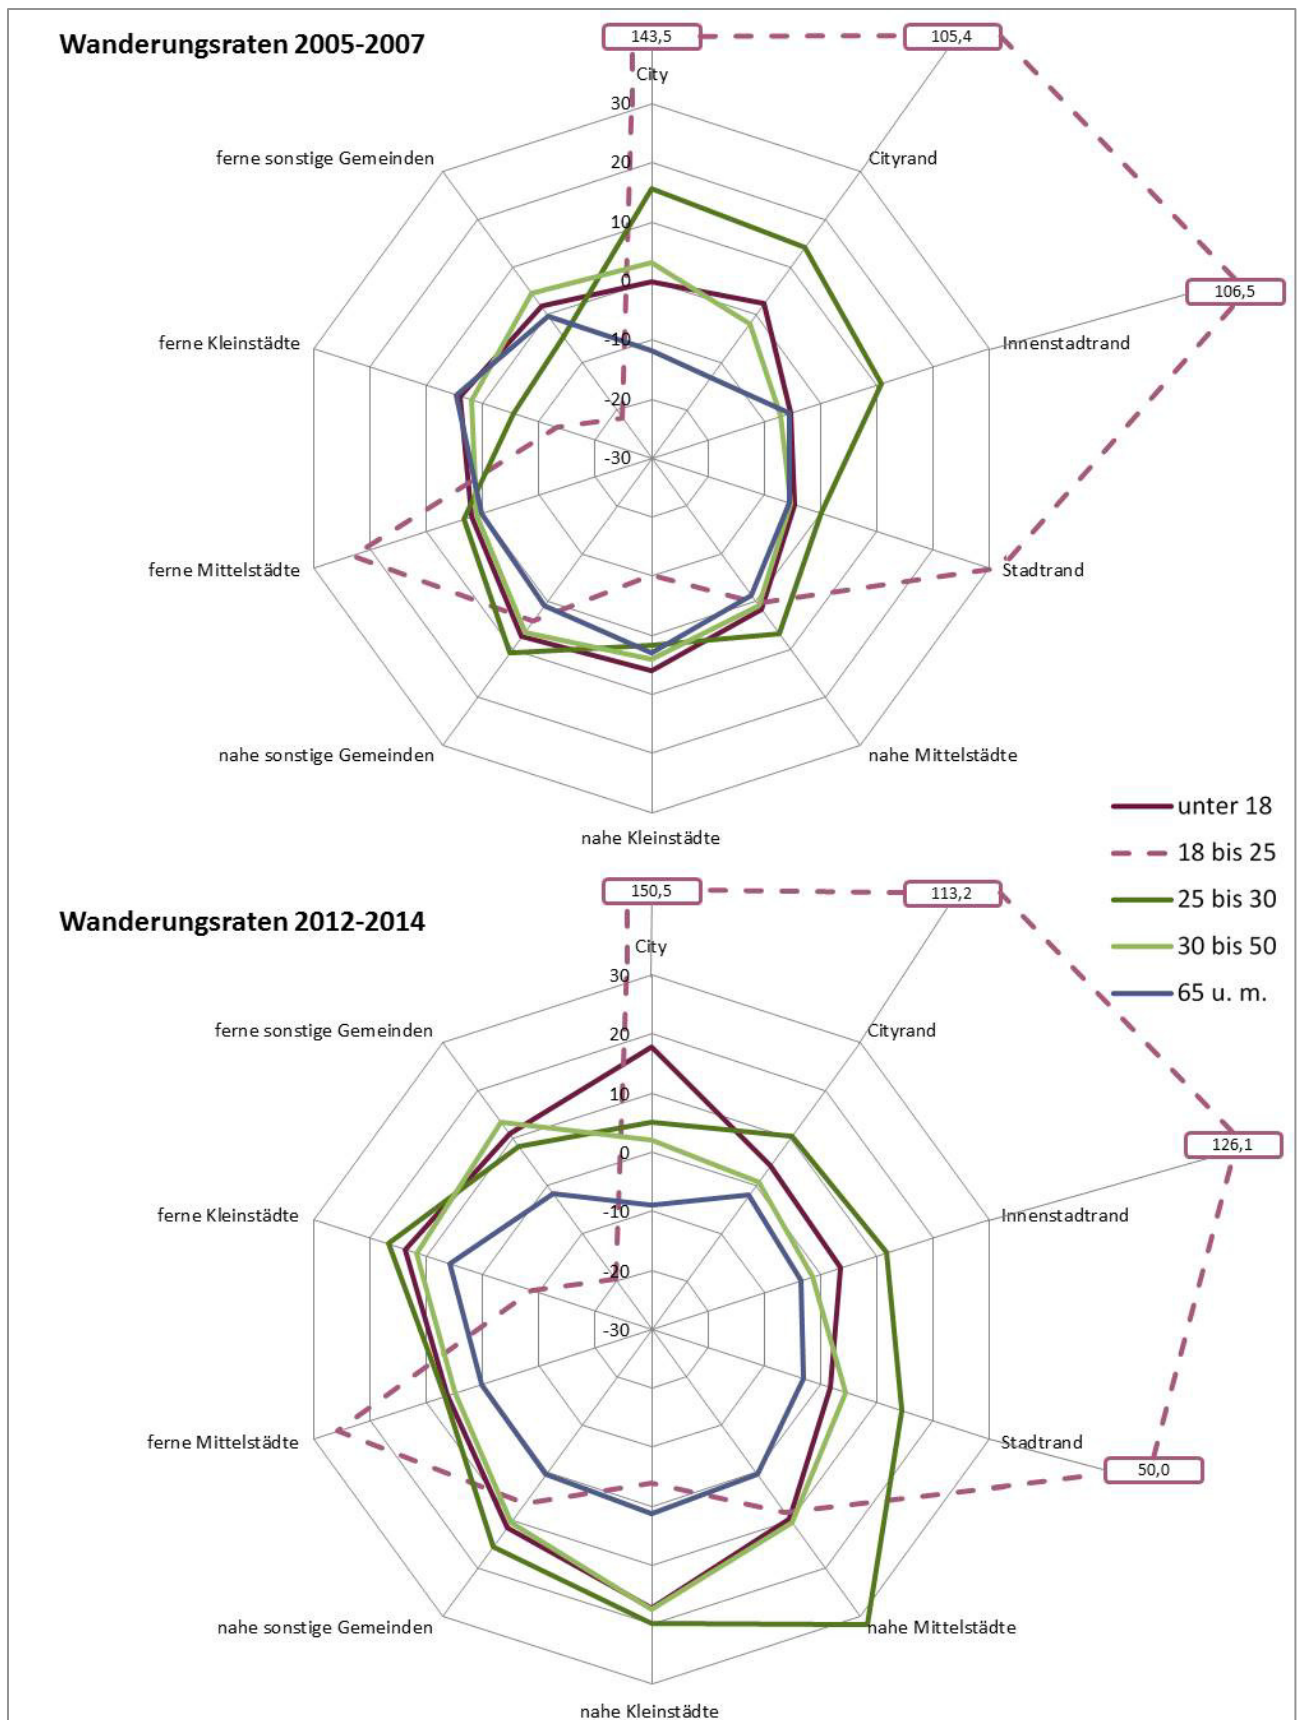 Wanderungsraten 2005-2007
143,5
105,4
City
30
ferne sonstige Gemeinden
20
Cityrand
10
0
106,5
ferne Kleinstädte
-10
Innenstadtrand
-20
-30
ferne Mittelstädte
Stadtrand
nahe sonstige Gemeinden
nahe Mittelstädte
nahe Kleinstädte
unter 18
18 bis 25
25 bis 30
30 bis 50
65 u. m.
Wanderungsraten 2012-2014
150,5
113,2
City
30
ferne sonstige Gemeinden
20
Cityrand
10
0
126,1
ferne Kleinstädte
-10
Innenstadtrand
-20
-30
ferne Mittelstädte
Stadtrand
50,0
nahe sonstige Gemeinden
nahe Mittelstädte
nahe Kleinstädte